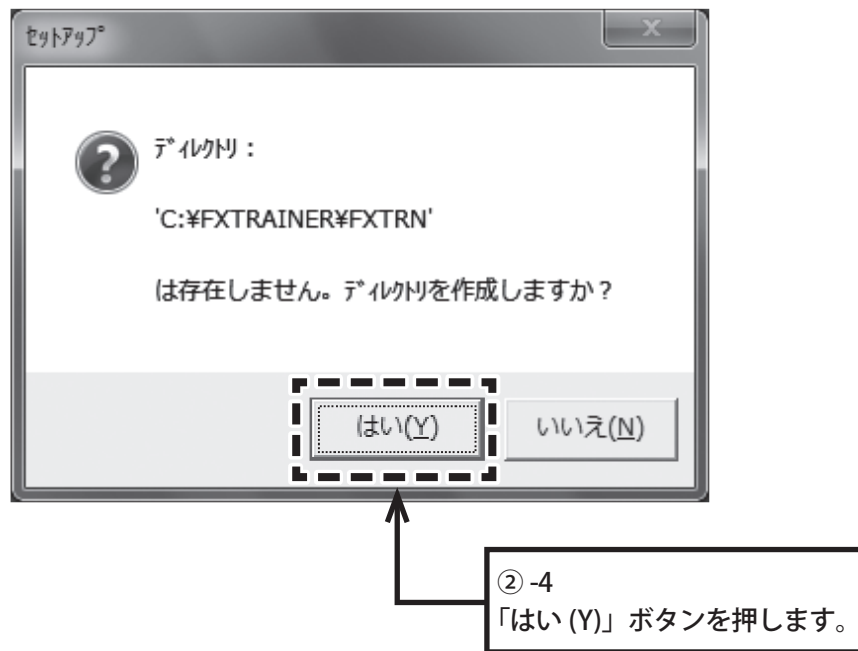 ｾｯﾄｱｯﾌﾟ
ﾃﾞｨﾚｸﾄﾘ：
'C:¥FXTRAINER¥FXTRN'
は存在しません。ﾃﾞｨﾚｸﾄﾘを作成しますか？
はい(Y)
いいえ(N)
② -4
「はい (Y)」ボタンを押します。